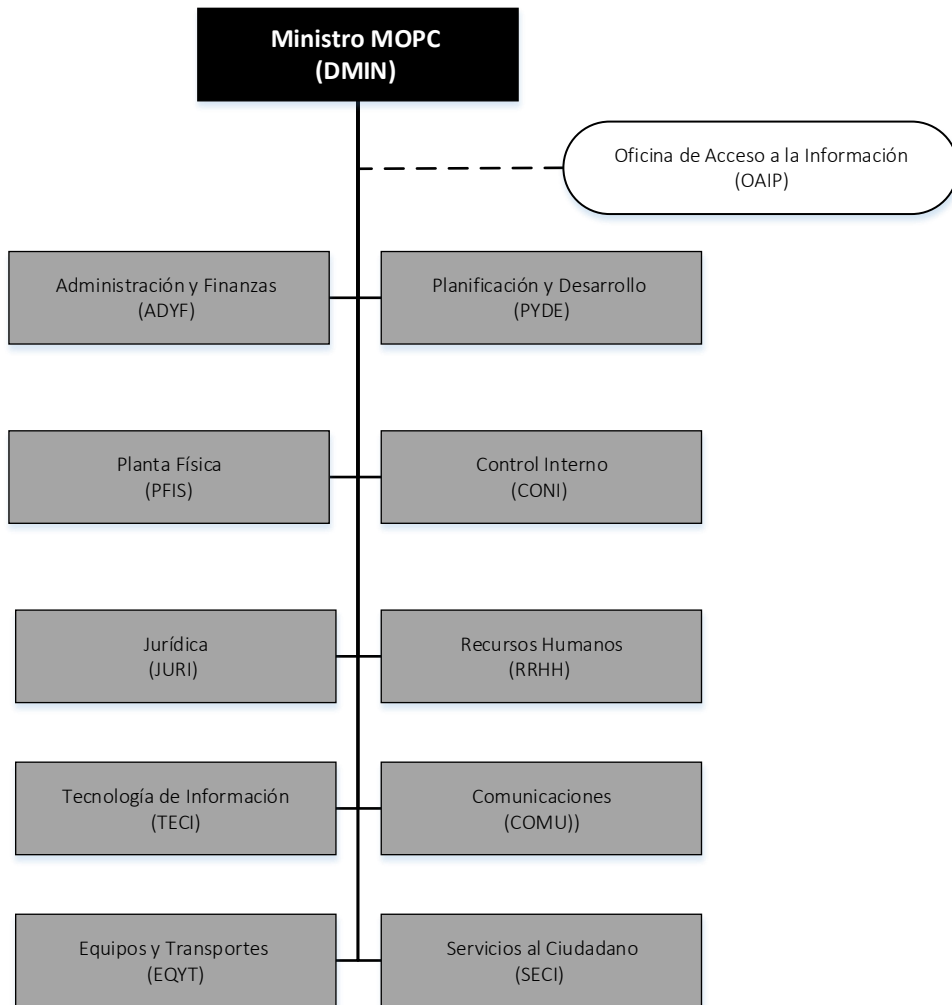 Ministro MOPC
(DMIN)
Oficina de Acceso a la Información
(OAIP)
Administración y Finanzas
(ADYF)
Planificación y Desarrollo
(PYDE)
Planta Física
(PFIS)
Control Interno
(CONI)
Jurídica
(JURI)
Recursos Humanos
(RRHH)
Tecnología de Información
(TECI)
Comunicaciones
(COMU))
Equipos y Transportes
(EQYT)
Servicios al Ciudadano
(SECI)